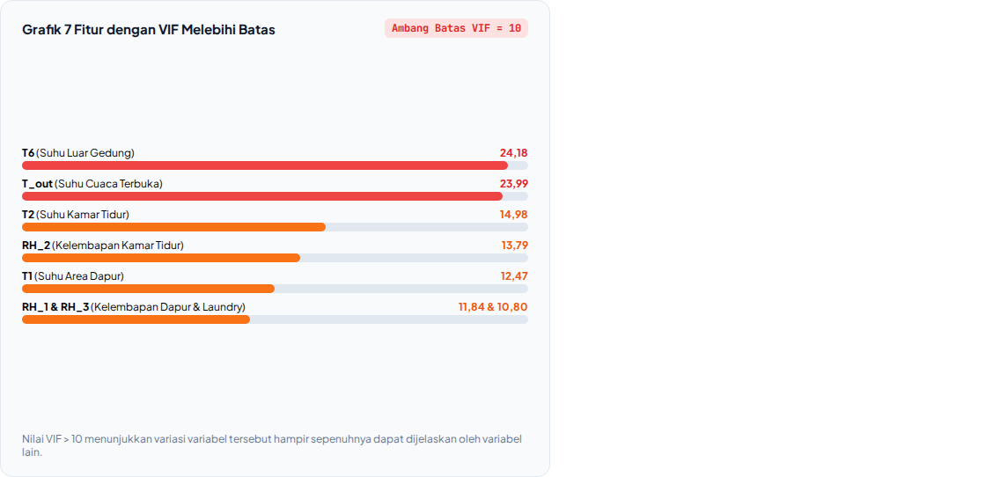 Grafik 7 Fitur dengan VIF Melebihi Batas
Ambang Batas VIF = 10
T6 (Suhu Luar Gedung)
24,18
T_out (Suhu Cuaca Terbuka)
23,99
T2 (Suhu Kamar Tidur)
14,98
RH_2 (Kelembapan Kamar Tidur)
13,79
T1 (Suhu Area Dapur)
12,47
RH_1 & RH_3 (Kelembapan Dapur & Laundry)
11,84 & 10,80
Nilai VIF > 10 menunjukkan variasi variabel tersebut hampir sepenuhnya dapat dijelaskan oleh variabel
lain.